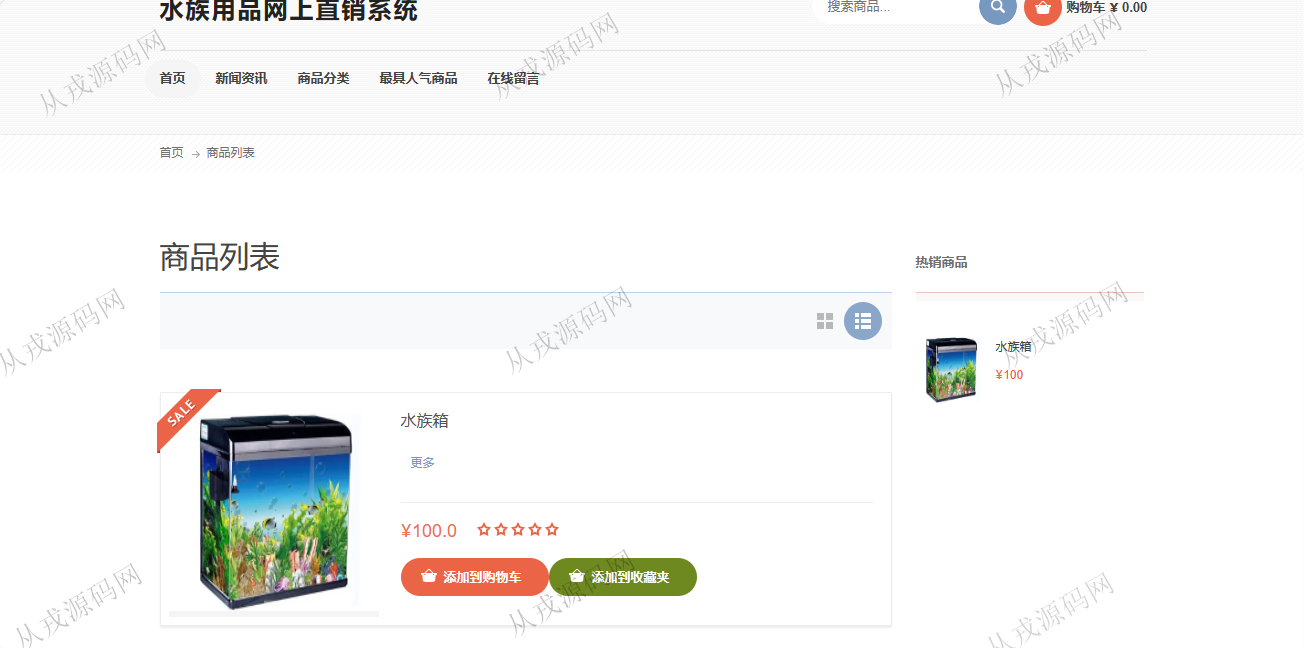 水族用品网上直销系统
搜索商品...
购物车 ¥ 0.00
首页 新闻资讯 商品分类 最具人气商品 在线留言
首页 → 商品列表
商品列表
热销商品
水族箱
¥100
SALE
水族箱
更多
¥100.0
添加到购物车 添加到收藏夹
从戎源码网
从戎源码网
从戎源码网
从戎源码网
从戎源码网
从戎源码网
从戎源码网
从戎源码网
从戎源码网